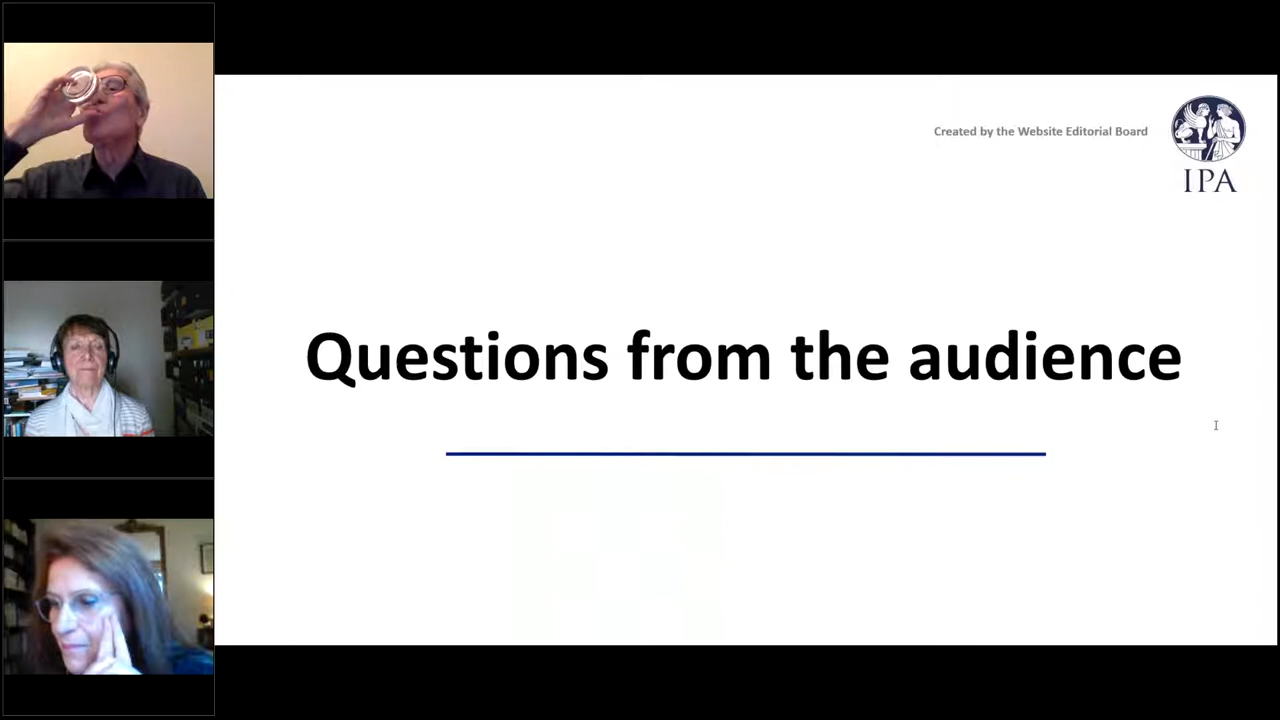 Created by the Website Editorial Board
IPA
Questions from the audience